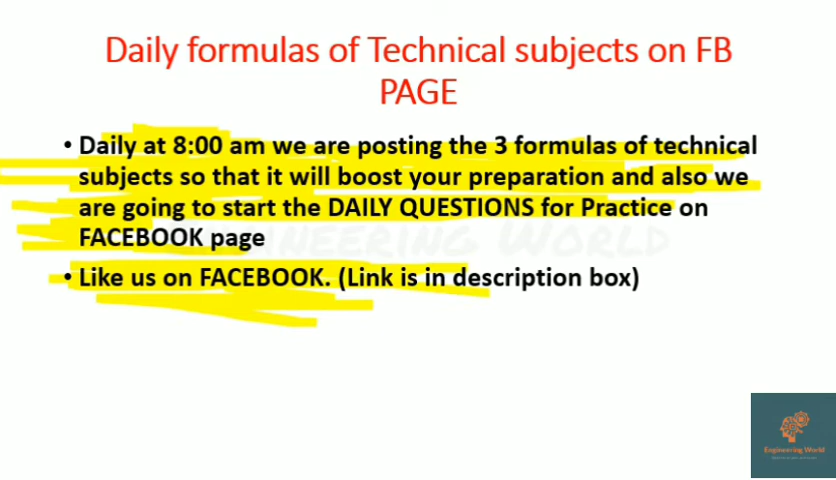 Daily formulas of Technical subjects on FB
PAGE
• Daily at 8:00 am we are posting the 3 formulas of technical
subjects so that it will boost your preparation and also we
are going to start the DAILY QUESTIONS for Practice on
FACEBOOK page
ENGINEERING WORLD
• Like us on FACEBOOK. (Link is in description box)
Engineering World